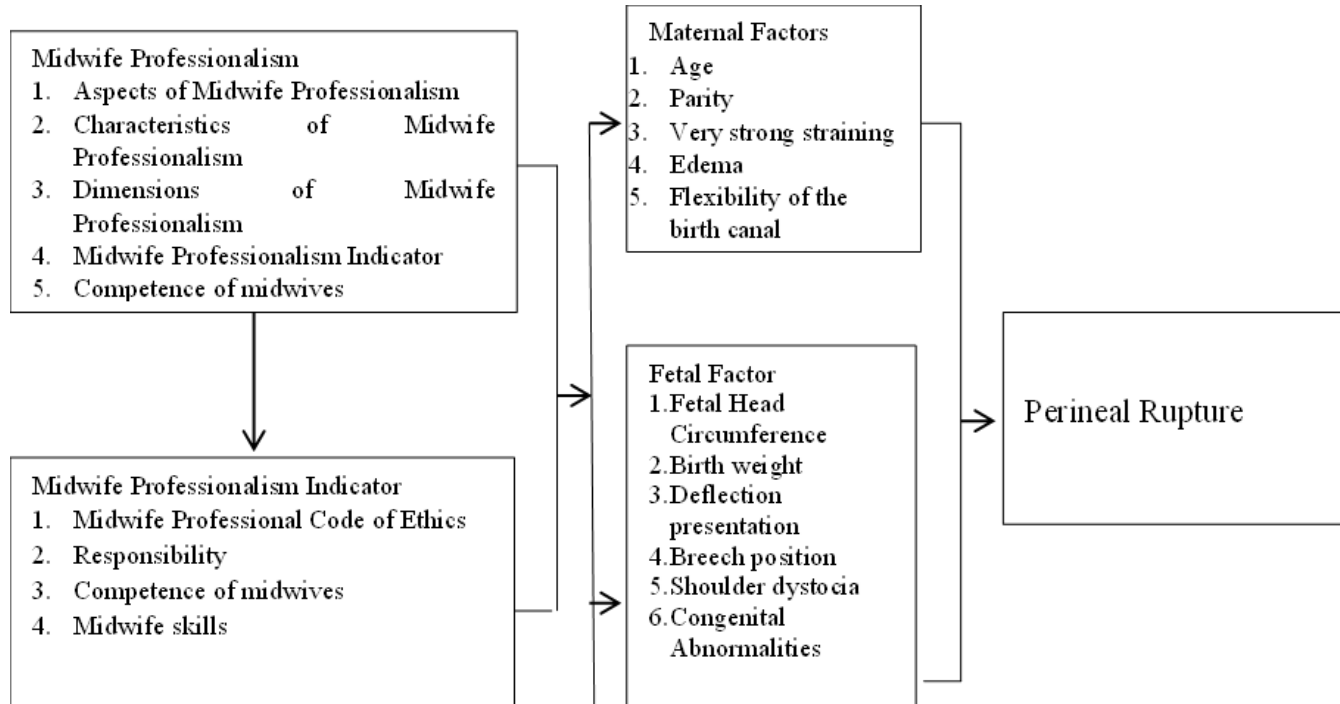 Midwife Professionalism
1. Aspects of Midwife Professionalism
2. Characteristics of Midwife
Professionalism
3. Dimensions of Midwife
Professionalism
4. Midwife Professionalism Indicator
5. Competence of midwives
Midwife Professionalism Indicator
1. Midwife Professional Code of Ethics
2. Responsibility
3. Competence of midwives
4. Midwife skills
Maternal Factors
1. Age
2. Parity
3. Very strong straining
4. Edema
5. Flexibility of the
birth canal
Fetal Factor
1.Fetal Head
Circumference
2.Birth weight
3.Deflection
presentation
4.Breech position
5.Shoulder dystocia
6.Congenital
Abnormalities
Perineal Rupture